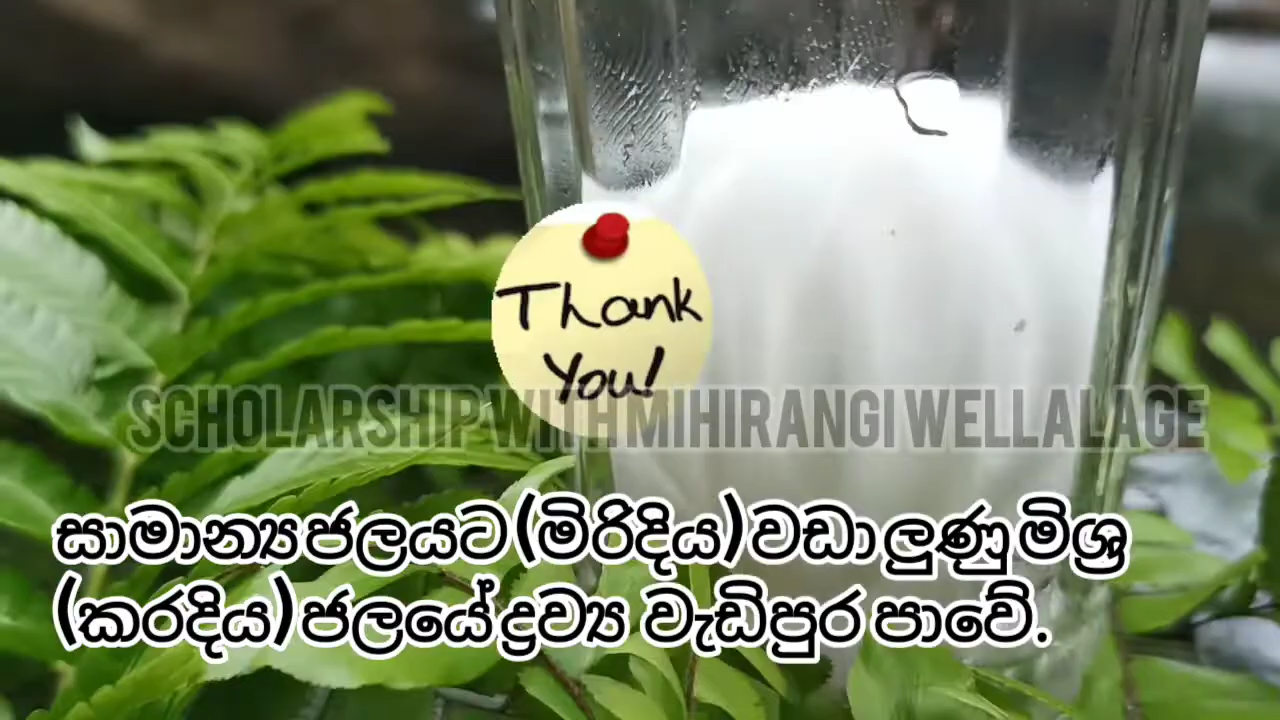 Thank
You!
SCHOLARSHIP WITH MIHIRANGI WELLALAGE
සාමාන්‍ය ජලයට (මිරිදිය) වඩා ලුණු මිශ්‍ර
(කරදිය) ජලයේ ද්‍රව්‍ය වැඩිපුර පාවේ.